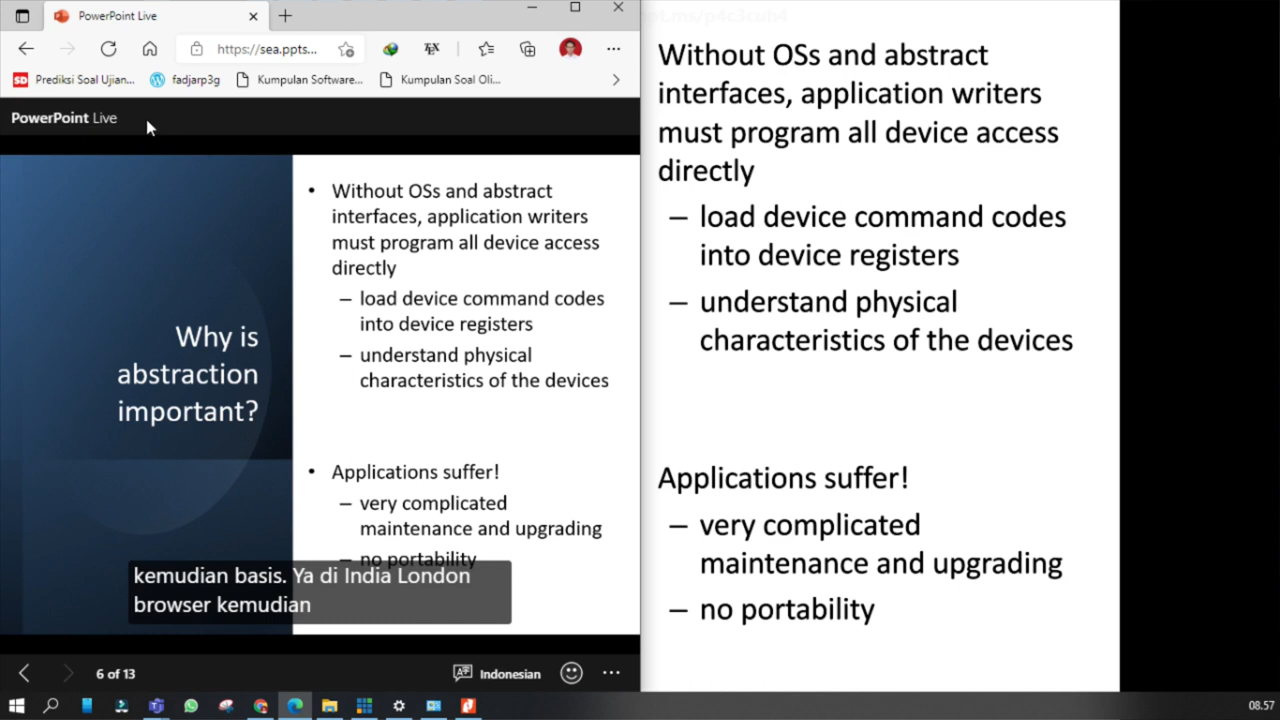 PowerPoint Live
https://sea.ppts...
TEX
SD Prediksi Soal Ujian...
fadjarp3g
Kumpulan Software...
Kumpulan Soal Oli...
PowerPoint Live
Why is
abstraction
important?
• Without OSs and abstract
interfaces, application writers
must program all device access
directly
– load device command codes
into device registers
– understand physical
characteristics of the devices
• Applications suffer!
– very complicated
maintenance and upgrading
– no portability
kemudian basis. Ya di India London
browser kemudian
6 of 13
Indonesian
Without OSs and abstract
interfaces, application writers
must program all device access
directly
– load device command codes
into device registers
– understand physical
characteristics of the devices
Applications suffer!
– very complicated
maintenance and upgrading
– no portability
08.57